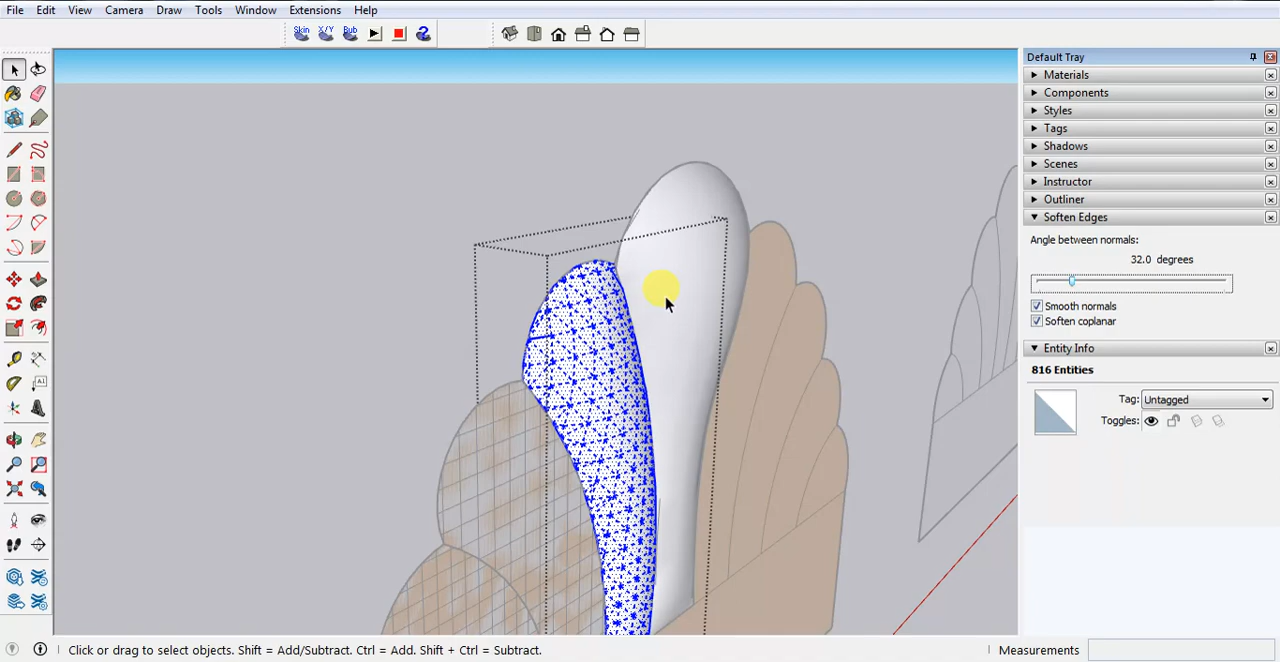 File Edit View Camera Draw Tools Window Extensions Help
Skin X/Y Bub
Default Tray
Materials
Components
Styles
Tags
Shadows
Scenes
Instructor
Outliner
Soften Edges
Angle between normals:
32.0 degrees
Smooth normals
Soften coplanar
Entity Info
816 Entities
Tag: Untagged
Toggles:
Click or drag to select objects. Shift = Add/Subtract. Ctrl = Add. Shift + Ctrl = Subtract.
Measurements